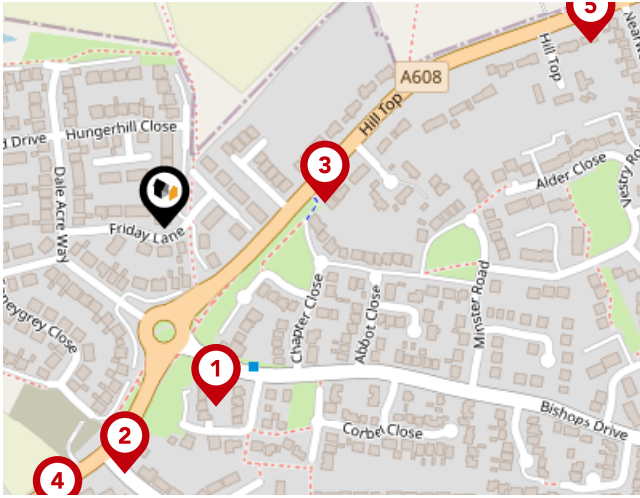 5
Hill Top
A608
Hill Top
Hungerhill Close
d Drive
3
Dale Acre Way
Alder Close
Vestry Ro
Friday Lane
neygrey Close
Chapter Close
Abbot Close
Minster Road
1
Bishops Drive
2
Corbel Close
4